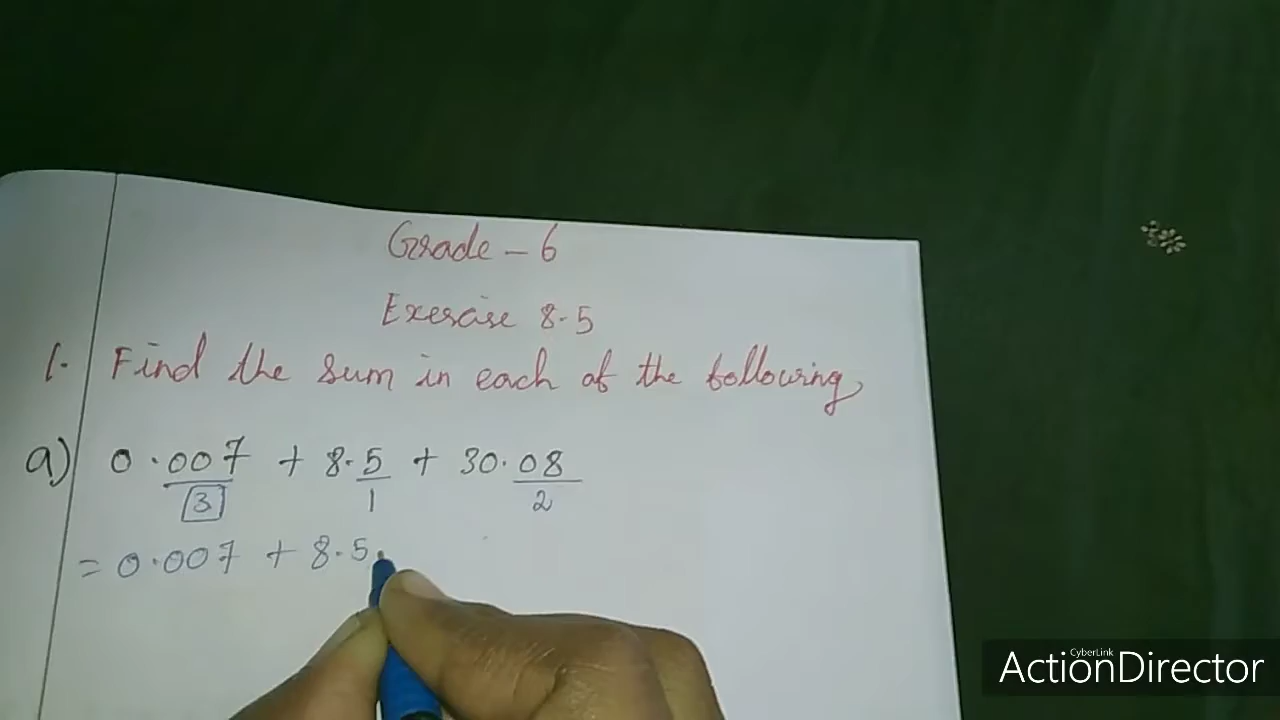 Grade - 6
Exercise 8.5
1. Find the sum in each of the following
a) 0.007 + 8.5 + 30.08
3 1 2
= 0.007 + 8.5
CyberLink
ActionDirector